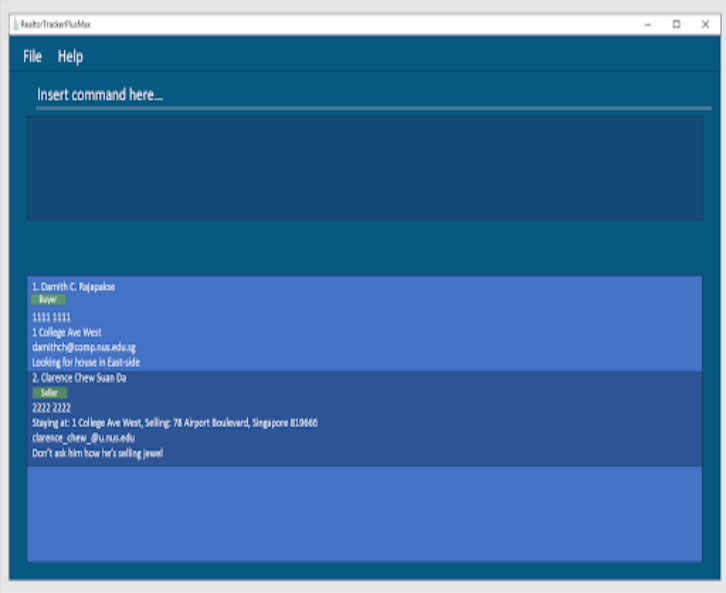 RealtorTrackerPlusMax
File Help
Insert command here...
1. Damith C. Rajapakse
Buyer
1111 1111
1 College Ave West
damithch@comp.nus.edu.sg
Looking for house in East-side
2. Clarence Chew Suan Da
Seller
2222 2222
Staying at: 1 College Ave West, Selling: 78 Airport Boulevard, Singapore 819666
clarence_chew_@u.nus.edu
Don't ask him how he's selling jewel